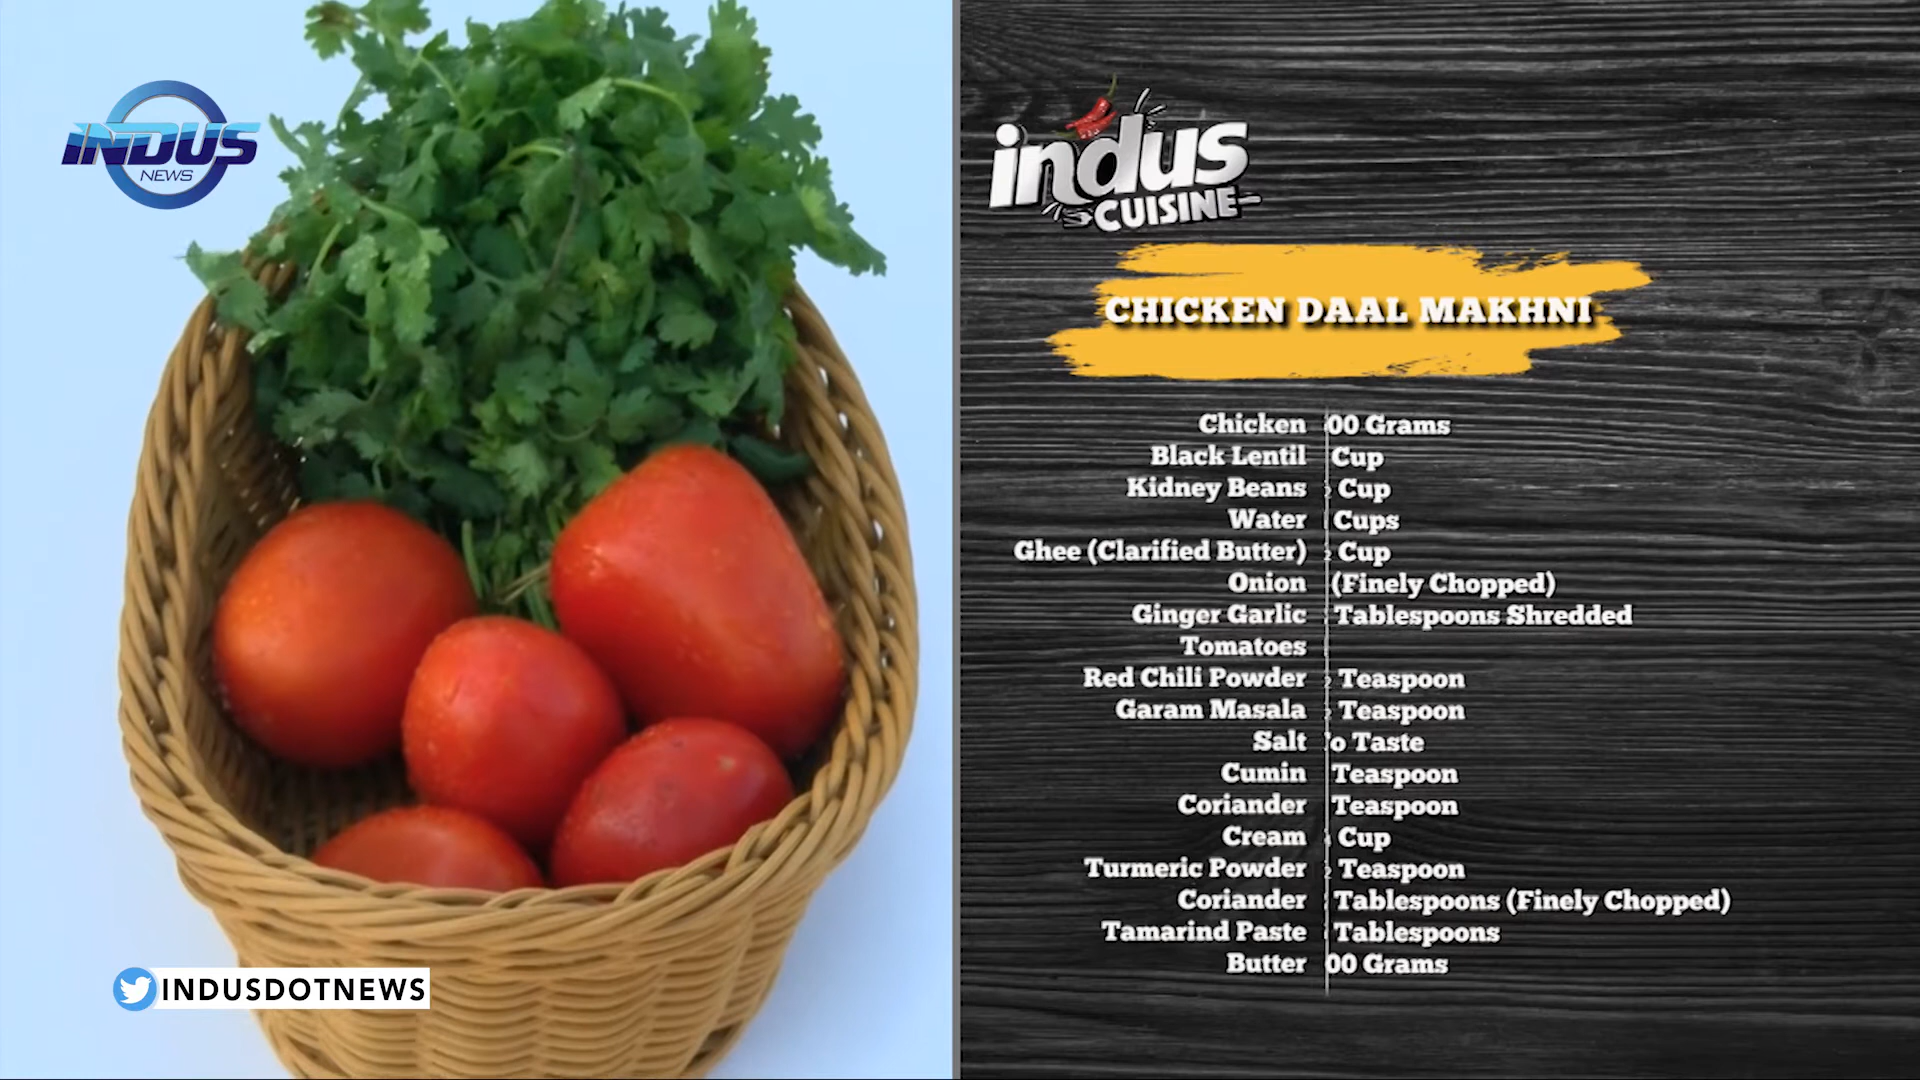 INDUS
NEWS
indus
CUISINE
CHICKEN DAAL MAKHNI
Chicken 00 Grams
Black Lentil Cup
Kidney Beans Cup
Water Cups
Ghee (Clarified Butter) Cup
Onion (Finely Chopped)
Ginger Garlic Tablespoons Shredded
Tomatoes
Red Chili Powder Teaspoon
Garam Masala Teaspoon
Salt o Taste
Cumin Teaspoon
Coriander Teaspoon
Cream Cup
Turmeric Powder Teaspoon
Coriander Tablespoons (Finely Chopped)
Tamarind Paste Tablespoons
Butter 00 Grams
INDUSDOTNEWS